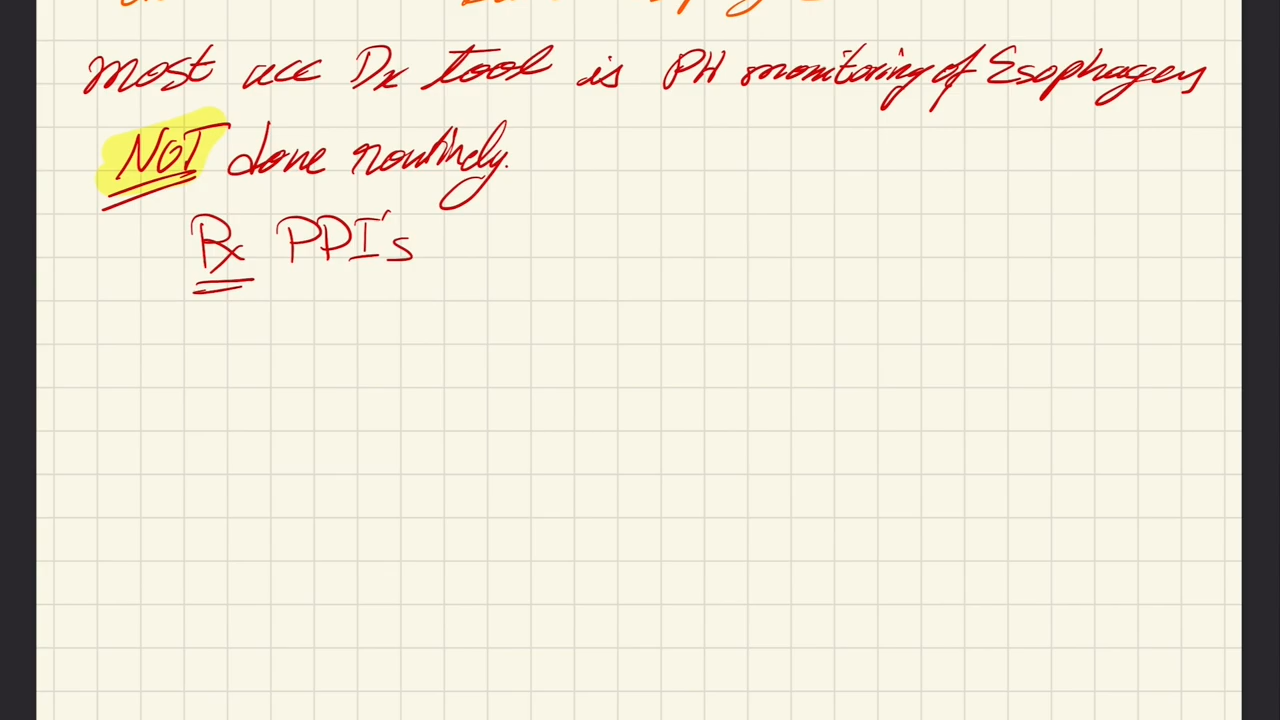 most acc Dx tool is PH monitoring of Esophagus
NOT done routinely.
Rx PPI's